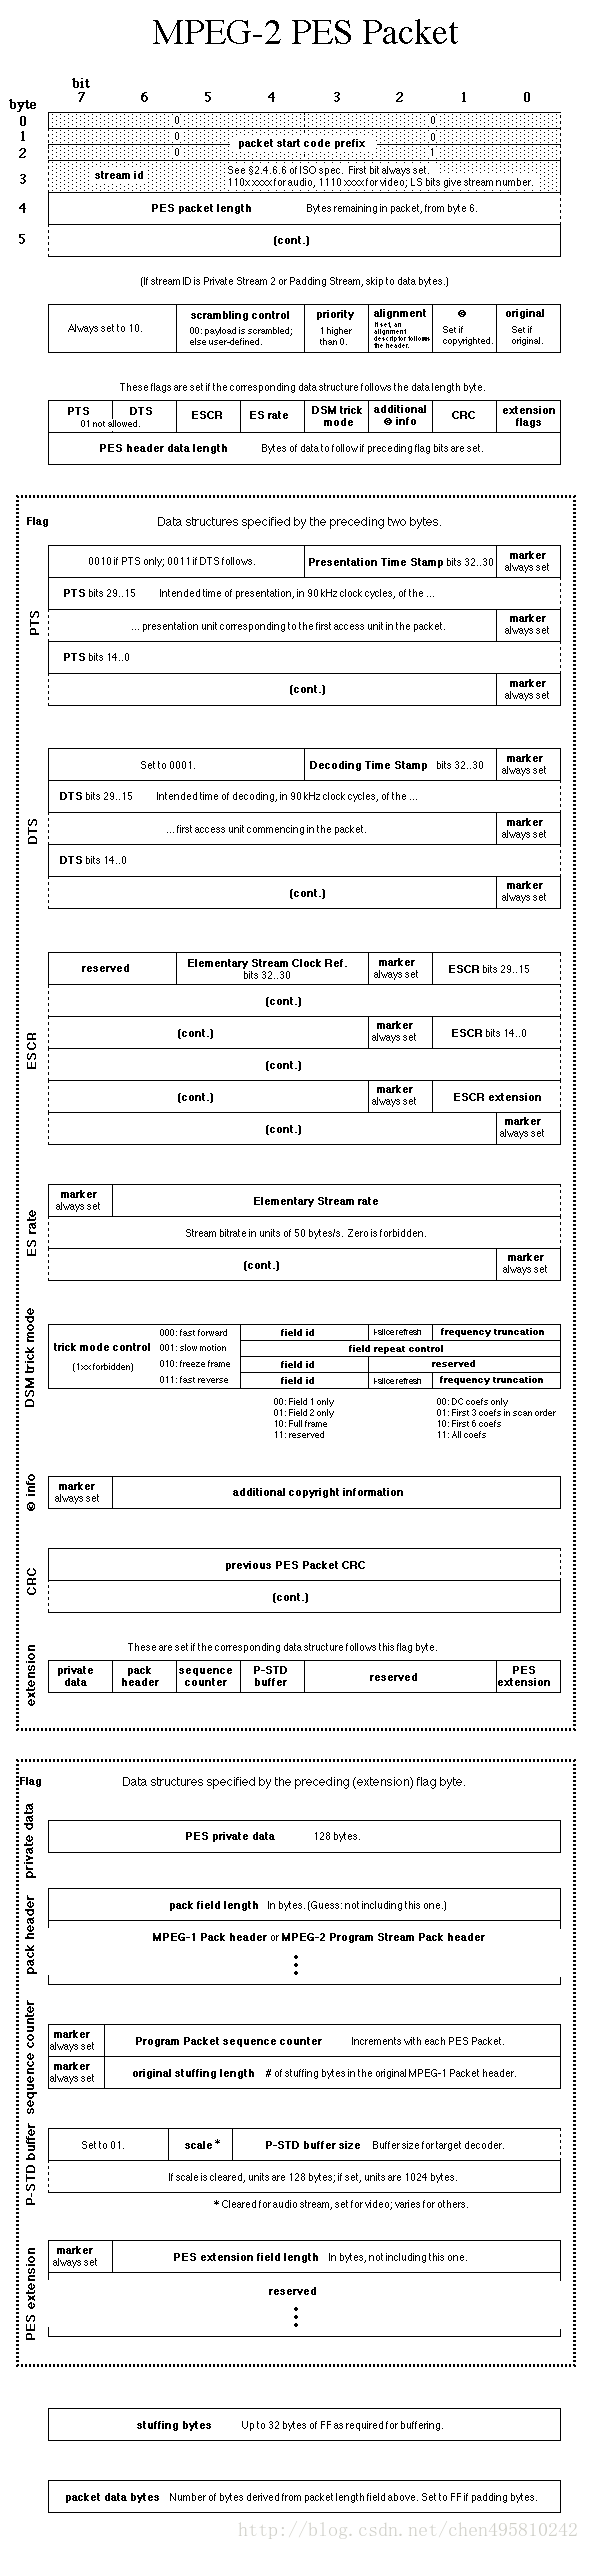 MPEG-2 PES Packet
bit
7 6 5 4 3 2 1 0
byte
0 0 0
1 0 packet start code prefix 0
2 0 1
3 stream id See §2.4.6.6 of ISO spec. First bit always set.
110x xxxx for audio, 1110 xxxx for video; LS bits give stream number.
4 PES packet length Bytes remaining in packet, from byte 6.
5 (cont.)
(If stream ID is Private Stream 2 or Padding Stream, skip to data bytes.)
Always set to 10.
scrambling control
00: payload is scrambled;
else user-defined.
priority
1 higher
than 0.
alignment
If set, an
alignment
descriptor follows
the header.
©
Set if
copyrighted.
original
Set if
original.
These flags are set if the corresponding data structure follows the data length byte.
PTS DTS
01 not allowed.
ESCR
ES rate
DSM trick
mode
additional
© info
CRC
extension
flags
PES header data length Bytes of data to follow if preceding flag bits are set.
Flag Data structures specified by the preceding two bytes.
PTS
0010 if PTS only; 0011 if DTS follows. Presentation Time Stamp bits 32..30
marker
always set
PTS bits 29..15 Intended time of presentation, in 90 kHz clock cycles, of the ...
... presentation unit corresponding to the first access unit in the packet.
marker
always set
PTS bits 14..0
(cont.)
marker
always set
DTS
Set to 0001. Decoding Time Stamp bits 32..30
marker
always set
DTS bits 29..15 Intended time of decoding, in 90 kHz clock cycles, of the ...
... first access unit commencing in the packet.
marker
always set
DTS bits 14..0
(cont.)
marker
always set
ESCR
reserved
Elementary Stream Clock Ref.
bits 32..30
marker
always set
ESCR bits 29..15
(cont.)
(cont.)
marker
always set
ESCR bits 14..0
(cont.)
(cont.)
marker
always set
ESCR extension
(cont.)
marker
always set
ES rate
marker
always set
Elementary Stream rate
Stream bitrate in units of 50 bytes/s. Zero is forbidden.
(cont.)
marker
always set
DSM trick mode
trick mode control
(1xx forbidden)
000: fast forward field id I-slice refresh frequency truncation
001: slow motion field repeat control
010: freeze frame field id reserved
011: fast reverse field id I-slice refresh frequency truncation
00: Field 1 only
01: Field 2 only
10: Full frame
11: reserved
00: DC coefs only
01: First 3 coefs in scan order
10: First 6 coefs
11: All coefs
© info
marker
always set
additional copyright information
CRC
previous PES Packet CRC
(cont.)
extension
These are set if the corresponding data structure follows this flag byte.
private
data
pack
header
sequence
counter
P-STD
buffer
reserved
PES
extension
Flag Data structures specified by the preceding (extension) flag byte.
private data
PES private data 128 bytes.
pack header
pack field length In bytes. (Guess: not including this one.)
MPEG-1 Pack header or MPEG-2 Program Stream Pack header
sequence counter
marker
always set
Program Packet sequence counter Increments with each PES Packet.
marker
always set
original stuffing length # of stuffing bytes in the original MPEG-1 Packet header.
P-STD buffer
Set to 01. scale* P-STD buffer size Buffer size for target decoder.
If scale is cleared, units are 128 bytes; if set, units are 1024 bytes.
* Cleared for audio stream, set for video; varies for others.
PES extension
marker
always set
PES extension field length In bytes, not including this one.
reserved
stuffing bytes Up to 32 bytes of FF as required for buffering.
packet data bytes Number of bytes derived from packet length field above. Set to FF if padding bytes.
http://blog.csdn.net/chen495810242